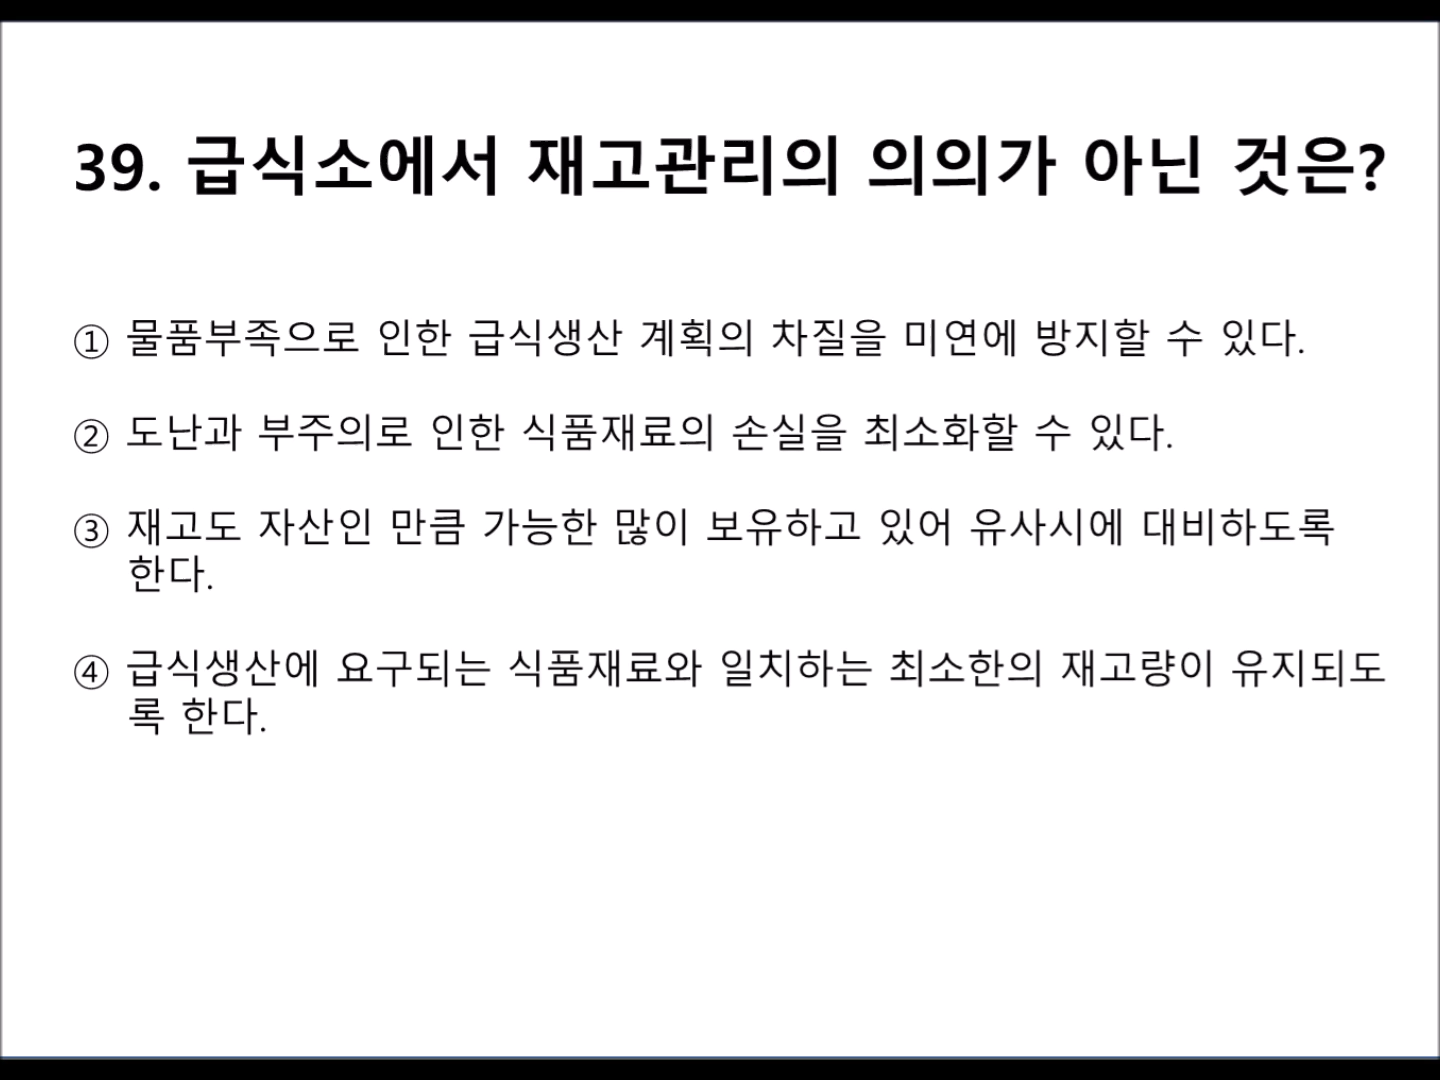 39. 급식소에서 재고관리의 의의가 아닌 것은?
① 물품부족으로 인한 급식생산 계획의 차질을 미연에 방지할 수 있다.
② 도난과 부주의로 인한 식품재료의 손실을 최소화할 수 있다.
③ 재고도 자산인 만큼 가능한 많이 보유하고 있어 유사시에 대비하도록
한다.
④ 급식생산에 요구되는 식품재료와 일치하는 최소한의 재고량이 유지되도
록 한다.